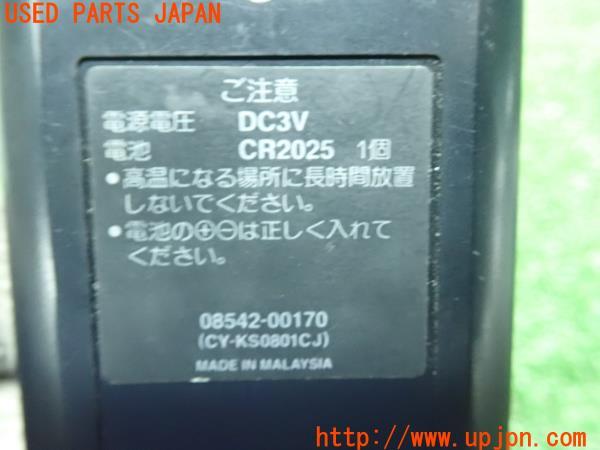 USED PARTS JAPAN
ご注意
電源電圧 DC3V
電池 CR2025 1個
●高温になる場所に長時間放置
しないでください。
●電池の⊕⊖は正しく入れて
ください。
08542-00170
(CY-KS0801CJ)
MADE IN MALAYSIA
http://www.upjon.com/